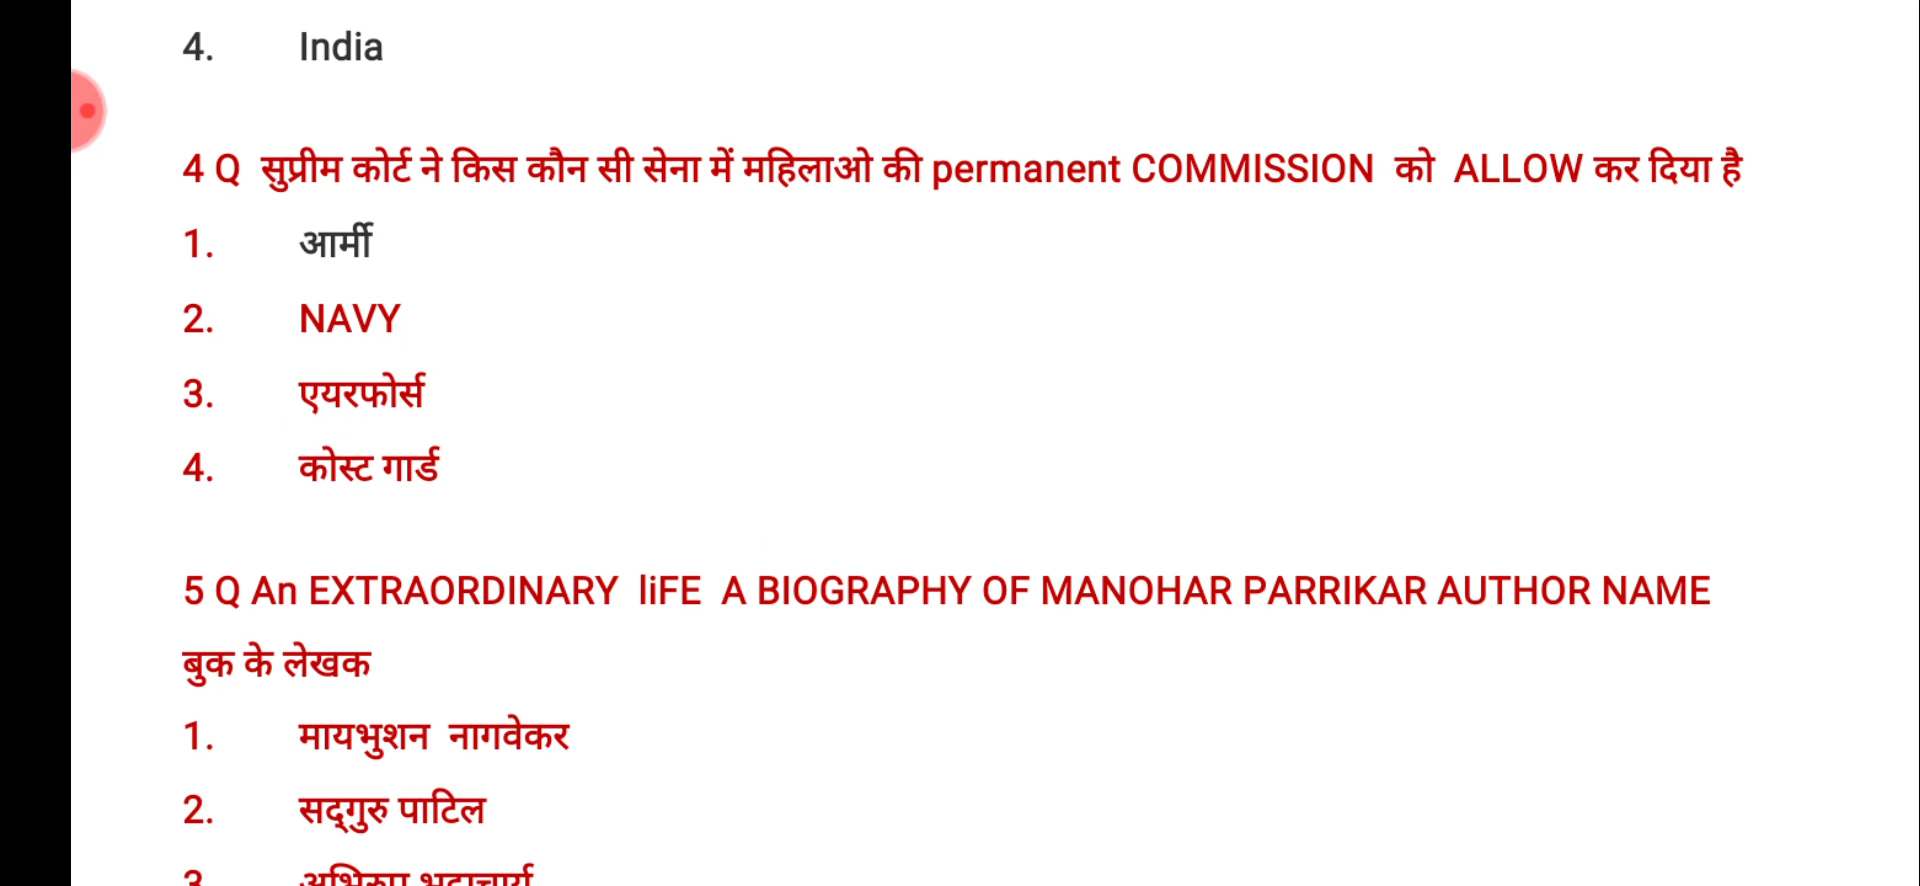 4. India
4 Q सुप्रीम कोर्ट ने किस कौन सी सेना में महिलाओ की permanent COMMISSION को ALLOW कर दिया है
1. आर्मी
2. NAVY
3. एयरफोर्स
4. कोस्ट गार्ड
5 Q An EXTRAORDINARY liFE A BIOGRAPHY OF MANOHAR PARRIKAR AUTHOR NAME
बुक के लेखक
1. मायभुशन नागवेकर
2. सद्गुरु पाटिल
3